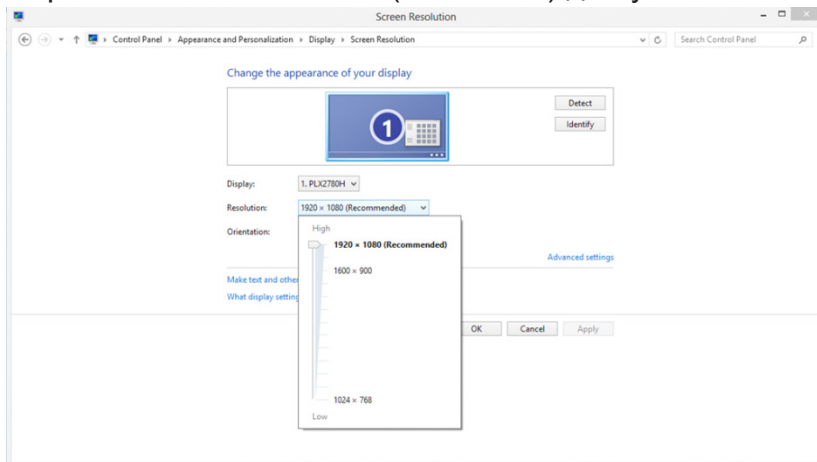 Screen Resolution
Control Panel Appearance and Personalization Display Screen Resolution
Search Control Panel
Change the appearance of your display
1
Detect
Identify
Display: 1. PLX2780H
Resolution: 1920 × 1080 (Recommended)
Orientation:
High
1920 × 1080 (Recommended)
1600 × 900
1024 × 768
Low
Advanced settings
Make text and other
What display setting
OK Cancel Apply